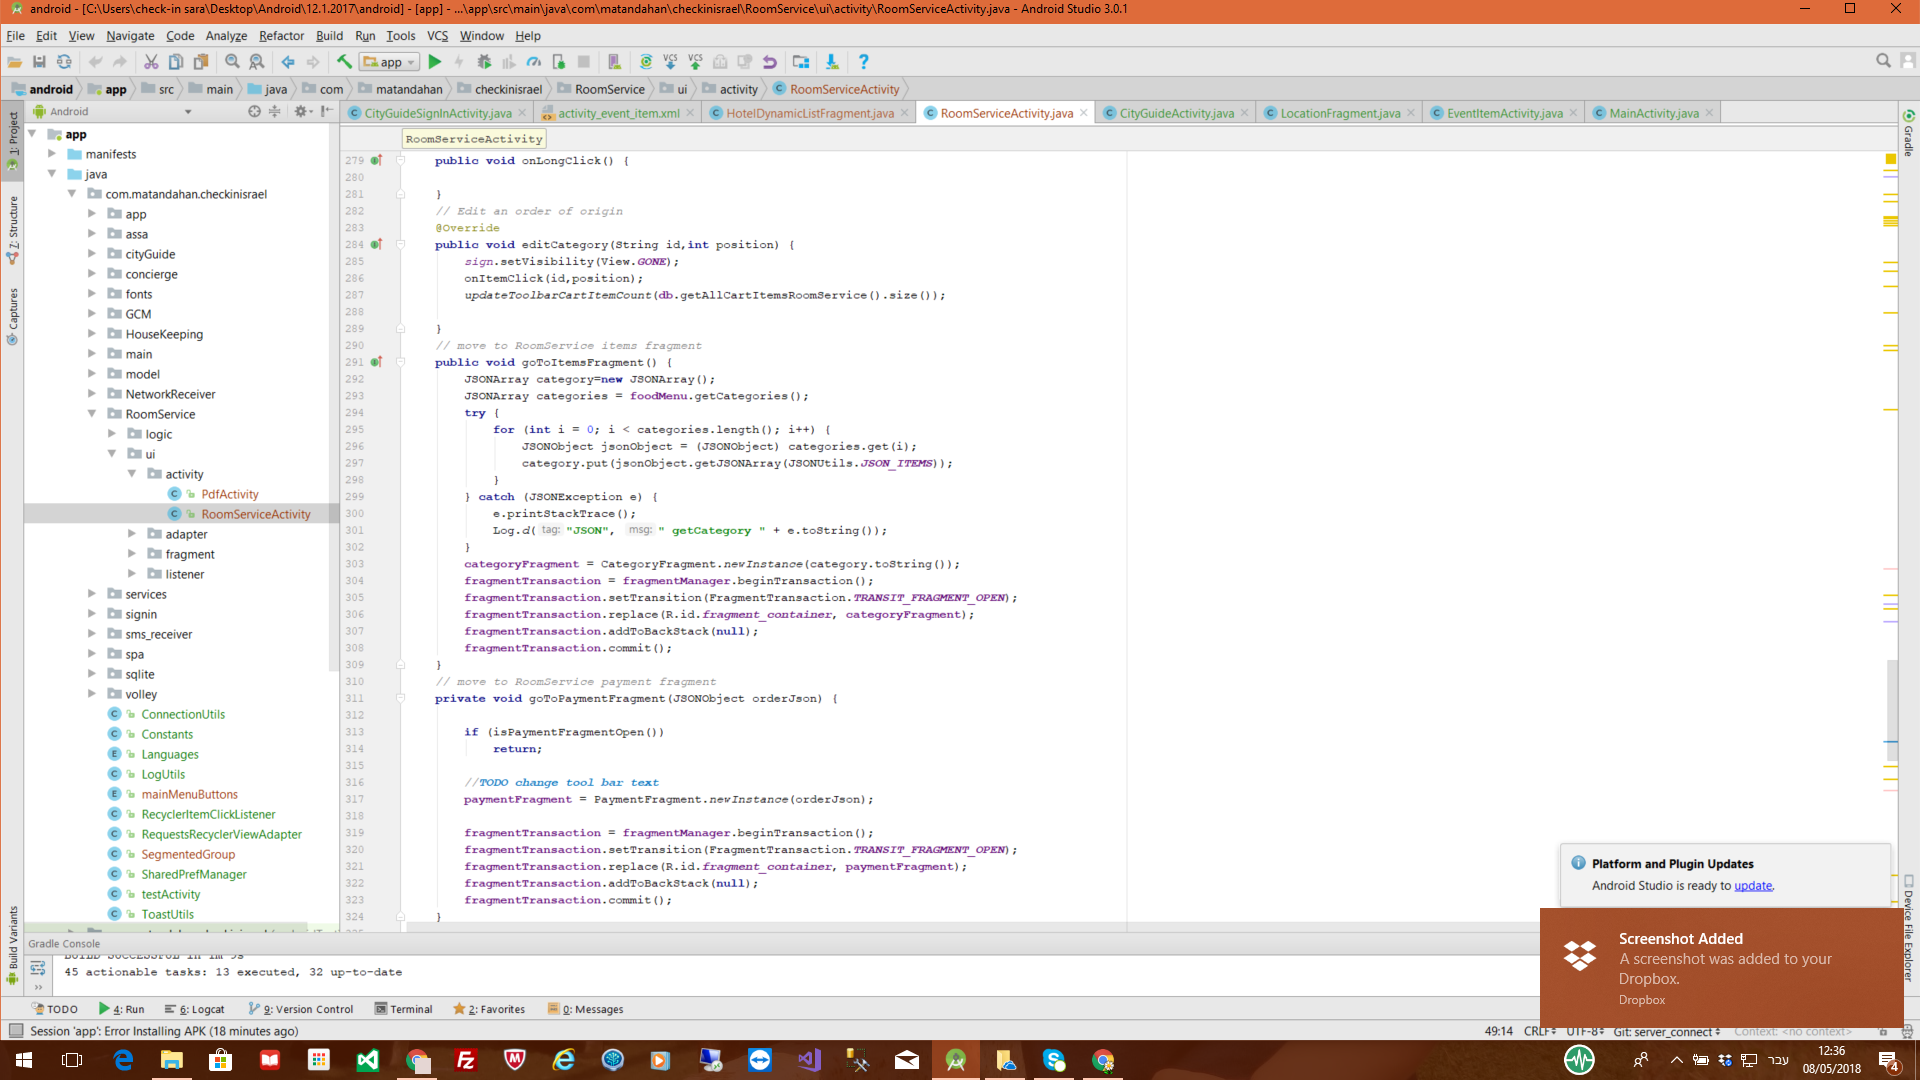 android - [C:\Users\check-in sara\Desktop\Android\12.1.2017\android] - [app] - ...\app\src\main\java\com\matandahan\checkinisrael\RoomService\ui\activity\RoomServiceActivity.java - Android Studio 3.0.1
File Edit View Navigate Code Analyze Refactor Build Run Tools VCS Window Help
app
android app src main java com matandahan checkinisrael RoomService ui activity RoomServiceActivity
Android
CityGuideSignInActivity.java activity_event_item.xml HotelDynamicListFragment.java RoomServiceActivity.java CityGuideActivity.java LocationFragment.java EventItemActivity.java MainActivity.java
1: Project
Z: Structure
Captures
Build Variants
Gradle
Device File Explorer
app
manifests
java
com.matandahan.checkinisrael
app
assa
cityGuide
concierge
fonts
GCM
HouseKeeping
main
model
NetworkReceiver
RoomService
logic
ui
activity
PdfActivity
RoomServiceActivity
adapter
fragment
listener
services
signin
sms_receiver
spa
sqlite
volley
ConnectionUtils
Constants
Languages
LogUtils
mainMenuButtons
RecyclerItemClickListener
RequestsRecyclerViewAdapter
SegmentedGroup
SharedPrefManager
testActivity
ToastUtils
RoomServiceActivity
279 public void onLongClick() {
280
281 }
282 // Edit an order of origin
283 @Override
284 public void editCategory(String id,int position) {
285 sign.setVisibility(View.GONE);
286 onItemClick(id,position);
287 updateToolbarCartItemCount(db.getAllCartItemsRoomService().size());
288
289 }
290 // move to RoomService items fragment
291 public void goToItemsFragment() {
292 JSONArray category=new JSONArray();
293 JSONArray categories = foodMenu.getCategories();
294 try {
295 for (int i = 0; i < categories.length(); i++) {
296 JSONObject jsonObject = (JSONObject) categories.get(i);
297 category.put(jsonObject.getJSONArray(JSONUtils.JSON_ITEMS));
298 }
299 } catch (JSONException e) {
300 e.printStackTrace();
301 Log.d( tag: "JSON", msg: " getCategory " + e.toString());
302 }
303 categoryFragment = CategoryFragment.newInstance(category.toString());
304 fragmentTransaction = fragmentManager.beginTransaction();
305 fragmentTransaction.setTransition(FragmentTransaction.TRANSIT_FRAGMENT_OPEN);
306 fragmentTransaction.replace(R.id.fragment_container, categoryFragment);
307 fragmentTransaction.addToBackStack(null);
308 fragmentTransaction.commit();
309 }
310 // move to RoomService payment fragment
311 private void goToPaymentFragment(JSONObject orderJson) {
312
313 if (isPaymentFragmentOpen())
314 return;
315
316 //TODO change tool bar text
317 paymentFragment = PaymentFragment.newInstance(orderJson);
318
319 fragmentTransaction = fragmentManager.beginTransaction();
320 fragmentTransaction.setTransition(FragmentTransaction.TRANSIT_FRAGMENT_OPEN);
321 fragmentTransaction.replace(R.id.fragment_container, paymentFragment);
322 fragmentTransaction.addToBackStack(null);
323 fragmentTransaction.commit();
324 }
Platform and Plugin Updates
Android Studio is ready to update.
Screenshot Added
A screenshot was added to your
Dropbox.
Dropbox
Gradle Console
BUILD SUCCESSFUL in 1m 9s
45 actionable tasks: 13 executed, 32 up-to-date
TODO 4: Run 6: Logcat 9: Version Control Terminal 2: Favorites 0: Messages
Session 'app': Error Installing APK (18 minutes ago)
49:14 CRLF UTF-8 Git: server_connect Context: <no context>
עבר
12:36
08/05/2018
4